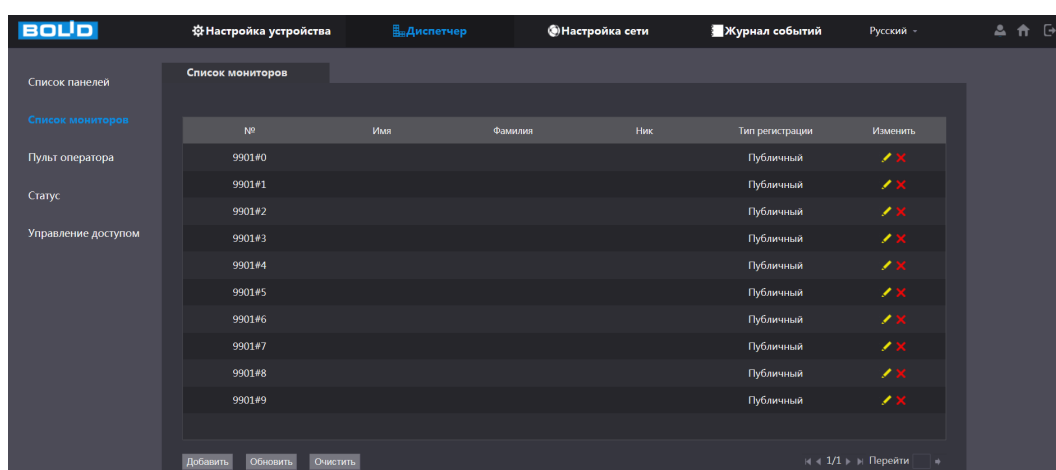 BOLID Настройка устройства Диспетчер Настройка сети Журнал событий Русский
Список панелей
Список мониторов
Пульт оператора
Статус
Управление доступом
Список мониторов
№ Имя Фамилия Ник Тип регистрации Изменить
9901#0 Публичный
9901#1 Публичный
9901#2 Публичный
9901#3 Публичный
9901#4 Публичный
9901#5 Публичный
9901#6 Публичный
9901#7 Публичный
9901#8 Публичный
9901#9 Публичный
Добавить Обновить Очистить 1/1 Перейти